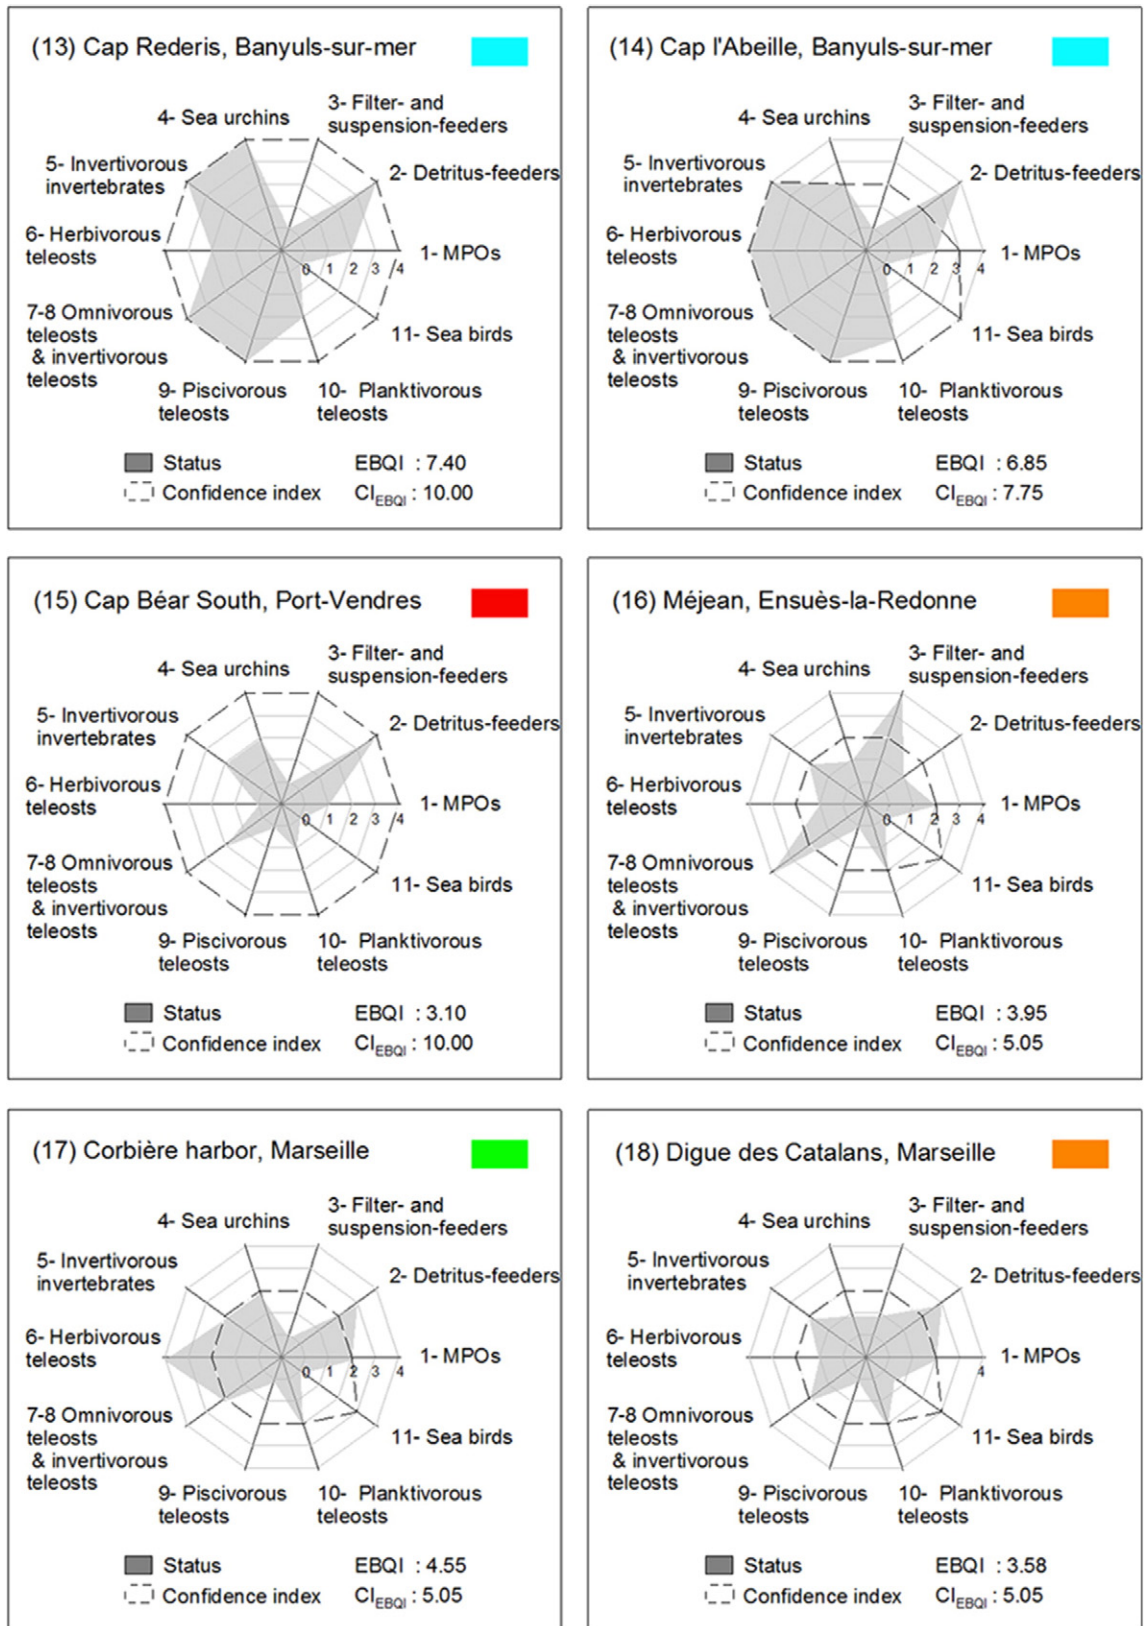 (13) Cap Rederis, Banyuls-sur-mer
4- Sea urchins
3- Filter- and
suspension-feeders
5- Invertivorous
invertebrates
2- Detritus-feeders
6- Herbivorous
teleosts
1- MPOs
0 1 2 3 4
7-8 Omnivorous
teleosts
& invertivorous
teleosts
11- Sea birds
9- Piscivorous
teleosts
10- Planktivorous
teleosts
Status
EBQI : 7.40
Confidence index
CI_EBQI : 10.00
(14) Cap l'Abeille, Banyuls-sur-mer
4- Sea urchins
3- Filter- and
suspension-feeders
5- Invertivorous
invertebrates
2- Detritus-feeders
6- Herbivorous
teleosts
1- MPOs
0 1 2 3 4
7-8 Omnivorous
teleosts
& invertivorous
teleosts
11- Sea birds
9- Piscivorous
teleosts
10- Planktivorous
teleosts
Status
EBQI : 6.85
Confidence index
CI_EBQI : 7.75
(15) Cap Béar South, Port-Vendres
4- Sea urchins
3- Filter- and
suspension-feeders
5- Invertivorous
invertebrates
2- Detritus-feeders
6- Herbivorous
teleosts
1- MPOs
0 1 2 3 4
7-8 Omnivorous
teleosts
& invertivorous
teleosts
11- Sea birds
9- Piscivorous
teleosts
10- Planktivorous
teleosts
Status
EBQI : 3.10
Confidence index
CI_EBQI : 10.00
(16) Méjean, Ensuès-la-Redonne
4- Sea urchins
3- Filter- and
suspension-feeders
5- Invertivorous
invertebrates
2- Detritus-feeders
6- Herbivorous
teleosts
1- MPOs
0 1 2 3 4
7-8 Omnivorous
teleosts
& invertivorous
teleosts
11- Sea birds
9- Piscivorous
teleosts
10- Planktivorous
teleosts
Status
EBQI : 3.95
Confidence index
CI_EBQI : 5.05
(17) Corbière harbor, Marseille
4- Sea urchins
3- Filter- and
suspension-feeders
5- Invertivorous
invertebrates
2- Detritus-feeders
6- Herbivorous
teleosts
1- MPOs
0 1 2 3 4
7-8 Omnivorous
teleosts
& invertivorous
teleosts
11- Sea birds
9- Piscivorous
teleosts
10- Planktivorous
teleosts
Status
EBQI : 4.55
Confidence index
CI_EBQI : 5.05
(18) Digue des Catalans, Marseille
4- Sea urchins
3- Filter- and
suspension-feeders
5- Invertivorous
invertebrates
2- Detritus-feeders
6- Herbivorous
teleosts
1- MPOs
0 1 2 3 4
7-8 Omnivorous
teleosts
& invertivorous
teleosts
11- Sea birds
9- Piscivorous
teleosts
10- Planktivorous
teleosts
Status
EBQI : 3.58
Confidence index
CI_EBQI : 5.05